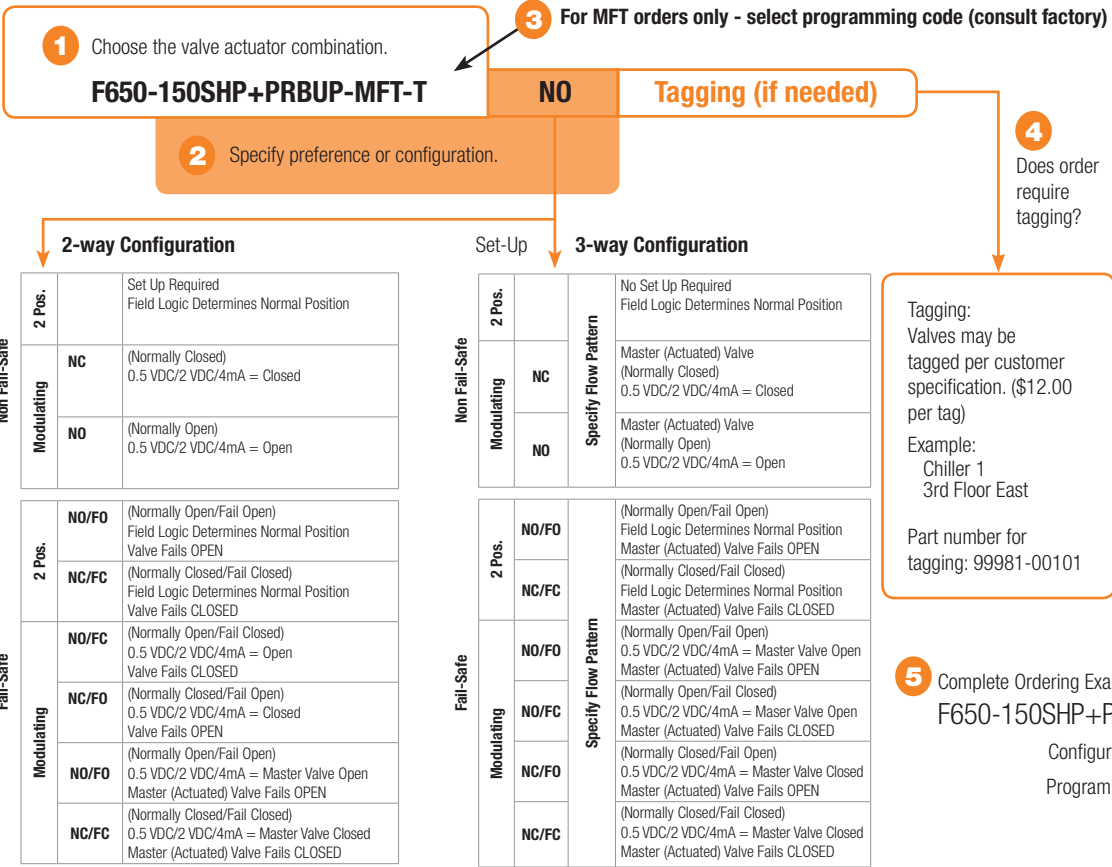 3 For MFT orders only - select programming code (consult factory)
1 Choose the valve actuator combination.
F650-150SHP+PRBUP-MFT-T
NO
Tagging (if needed)
2 Specify preference or configuration.
4
Does order
require
tagging?
2-way Configuration
Non Fail-Safe
2 Pos.
Set Up Required
Field Logic Determines Normal Position
Modulating
NC
(Normally Closed)
0.5 VDC/2 VDC/4mA = Closed
NO
(Normally Open)
0.5 VDC/2 VDC/4mA = Open
Fail-Safe
2 Pos.
NO/FO
(Normally Open/Fail Open)
Field Logic Determines Normal Position
Valve Fails OPEN
NC/FC
(Normally Closed/Fail Closed)
Field Logic Determines Normal Position
Valve Fails CLOSED
Modulating
NO/FC
(Normally Open/Fail Closed)
0.5 VDC/2 VDC/4mA = Open
Valve Fails CLOSED
NC/FO
(Normally Closed/Fail Open)
0.5 VDC/2 VDC/4mA = Closed
Valve Fails OPEN
NO/FO
(Normally Open/Fail Open)
0.5 VDC/2 VDC/4mA = Master Valve Open
Master (Actuated) Valve Fails OPEN
NC/FC
(Normally Closed/Fail Closed)
0.5 VDC/2 VDC/4mA = Master Valve Closed
Master (Actuated) Valve Fails CLOSED
Set-Up
3-way Configuration
Non Fail-Safe
2 Pos.
Specify Flow Pattern
No Set Up Required
Field Logic Determines Normal Position
Modulating
NC
Master (Actuated) Valve
(Normally Closed)
0.5 VDC/2 VDC/4mA = Closed
NO
Master (Actuated) Valve
(Normally Open)
0.5 VDC/2 VDC/4mA = Open
Fail-Safe
2 Pos.
Specify Flow Pattern
NO/FO
(Normally Open/Fail Open)
Field Logic Determines Normal Position
Master (Actuated) Valve Fails OPEN
NC/FC
(Normally Closed/Fail Closed)
Field Logic Determines Normal Position
Master (Actuated) Valve Fails CLOSED
Modulating
NO/FO
(Normally Open/Fail Open)
0.5 VDC/2 VDC/4mA = Master Valve Open
Master (Actuated) Valve Fails OPEN
NO/FC
(Normally Open/Fail Closed)
0.5 VDC/2 VDC/4mA = Maser Valve Open
Master (Actuated) Valve Fails CLOSED
NC/FO
(Normally Closed/Fail Open)
0.5 VDC/2 VDC/4mA = Master Valve Closed
Master (Actuated) Valve Fails OPEN
NC/FC
(Normally Closed/Fail Closed)
0.5 VDC/2 VDC/4mA = Master Valve Closed
Master (Actuated) Valve Fails CLOSED
Tagging:
Valves may be
tagged per customer
specification. ($12.00
per tag)
Example:
Chiller 1
3rd Floor East
Part number for
tagging: 99981-00101
5 Complete Ordering Exa
F650-150SHP+P
Configur
Program